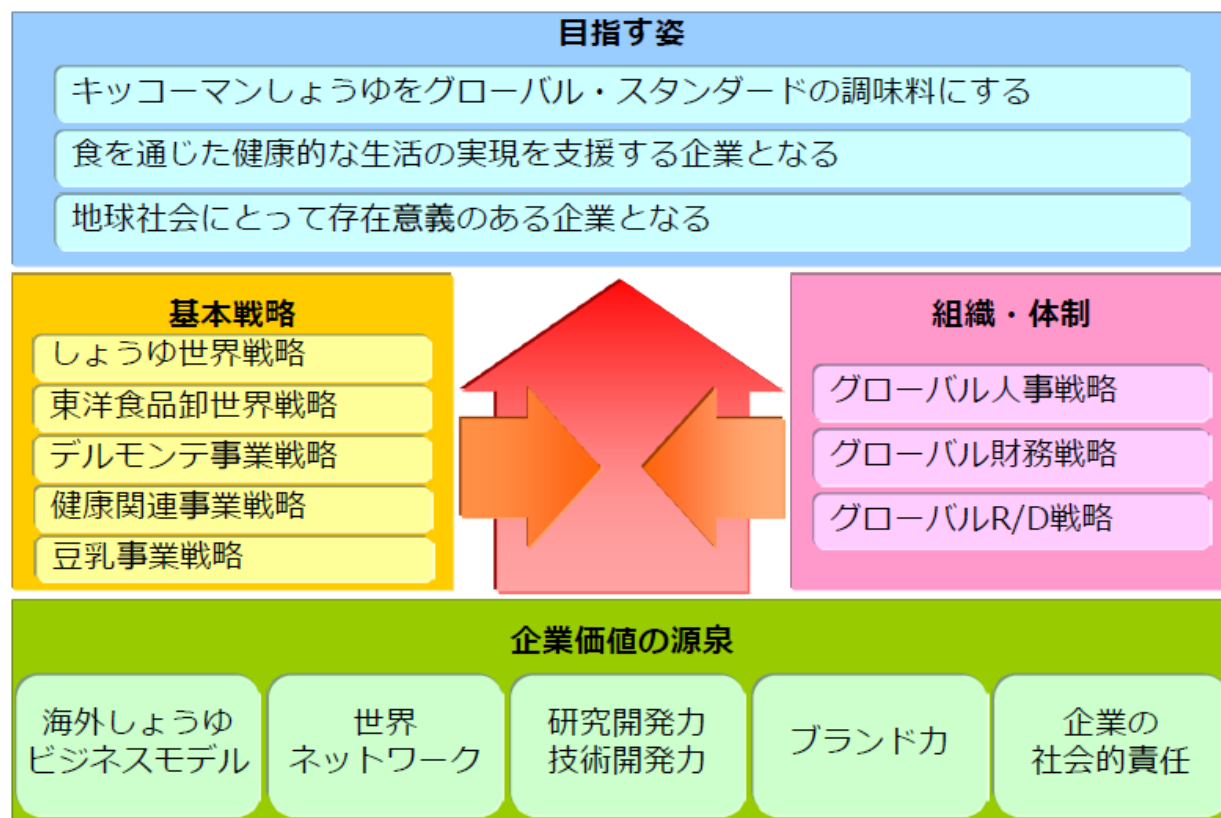 目指す姿
キッコーマンしょうゆをグローバル・スタンダードの調味料にする
食を通じた健康的な生活の実現を支援する企業となる
地球社会にとって存在意義のある企業となる
基本戦略
しょうゆ世界戦略
東洋食品卸世界戦略
デルモンテ事業戦略
健康関連事業戦略
豆乳事業戦略
組織・体制
グローバル人事戦略
グローバル財務戦略
グローバルR/D戦略
企業価値の源泉
海外しょうゆ
ビジネスモデル
世界
ネットワーク
研究開発力
技術開発力
ブランド力
企業の
社会的責任